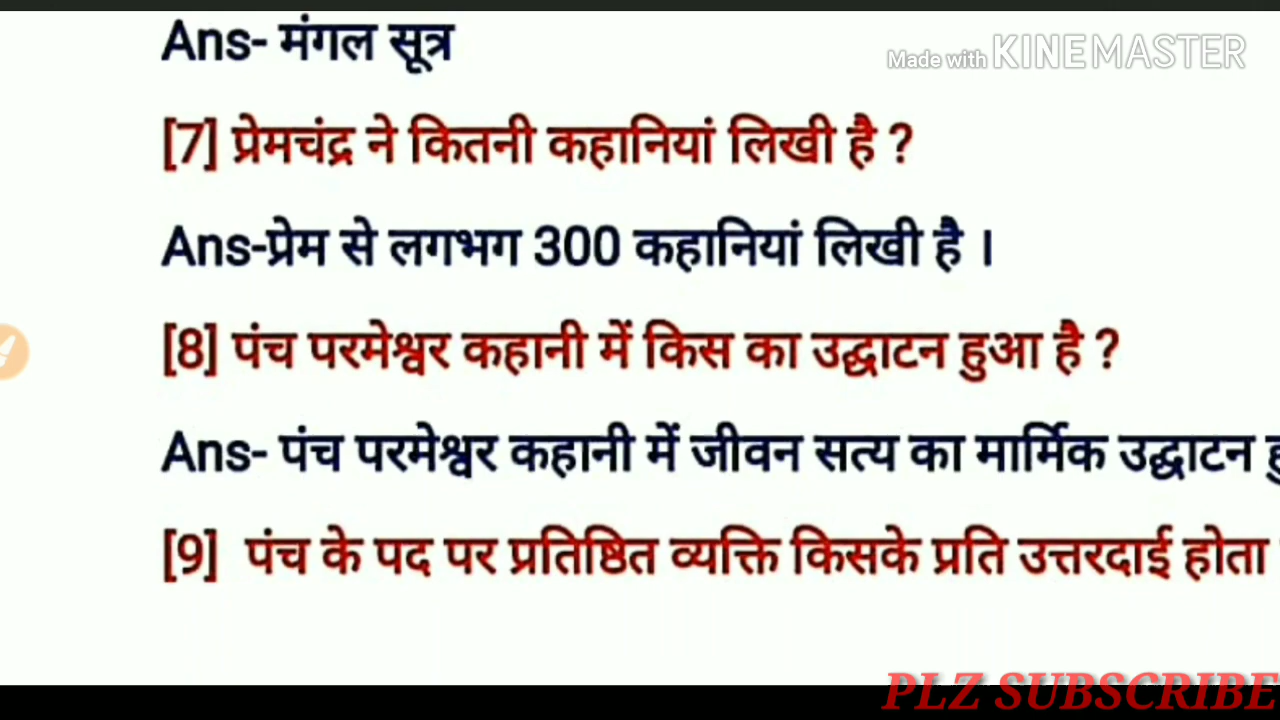 Ans- मंगल सूत्र
Made with KINEMASTER
[7] प्रेमचंद्र ने कितनी कहानियां लिखी है ?
Ans-प्रेम से लगभग 300 कहानियां लिखी है ।
[8] पंच परमेश्वर कहानी में किस का उद्घाटन हुआ है ?
Ans- पंच परमेश्वर कहानी में जीवन सत्य का मार्मिक उद्घाटन
[9] पंच के पद पर प्रतिष्ठित व्यक्ति किसके प्रति उत्तरदाई होता
PLZ SUBSCRIBE